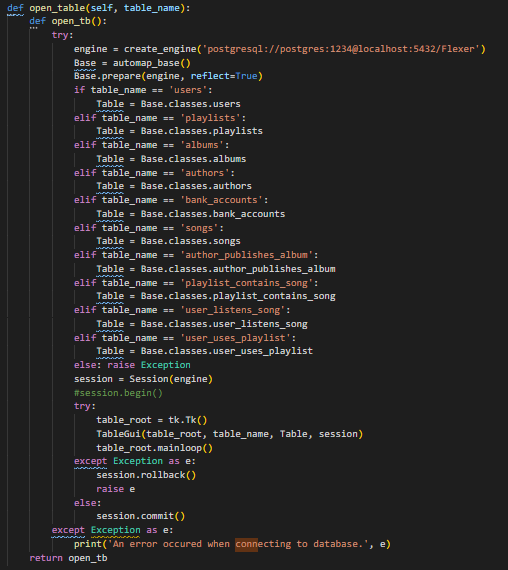 def open_table(self, table_name):
    def open_tb():
        try:
            engine = create_engine('postgresql://postgres:1234@localhost:5432/Flexer')
            Base = automap_base()
            Base.prepare(engine, reflect=True)
            if table_name == 'users':
                Table = Base.classes.users
            elif table_name == 'playlists':
                Table = Base.classes.playlists
            elif table_name == 'albums':
                Table = Base.classes.albums
            elif table_name == 'authors':
                Table = Base.classes.authors
            elif table_name == 'bank_accounts':
                Table = Base.classes.bank_accounts
            elif table_name == 'songs':
                Table = Base.classes.songs
            elif table_name == 'author_publishes_album':
                Table = Base.classes.author_publishes_album
            elif table_name == 'playlist_contains_song':
                Table = Base.classes.playlist_contains_song
            elif table_name == 'user_listens_song':
                Table = Base.classes.user_listens_song
            elif table_name == 'user_uses_playlist':
                Table = Base.classes.user_uses_playlist
            else: raise Exception
            session = Session(engine)
            #session.begin()
            try:
                table_root = tk.Tk()
                TableGui(table_root, table_name, Table, session)
                table_root.mainloop()
            except Exception as e:
                session.rollback()
                raise e
            else:
                session.commit()
        except Exception as e:
            print('An error occured when connecting to database.', e)
    return open_tb